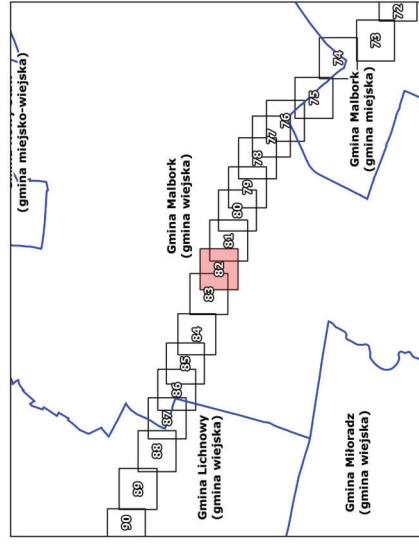 (gmina miejsko-wiejska)
90
89
88
87
86
85
84
83
82
81
80
79
78
77
76
75
74
73
72
Gmina Malbork
(gmina wiejska)
Gmina Lichnowy
(gmina wiejska)
Gmina Malbork
(gmina miejska)
Gmina Miłoradz
(gmina wiejska)